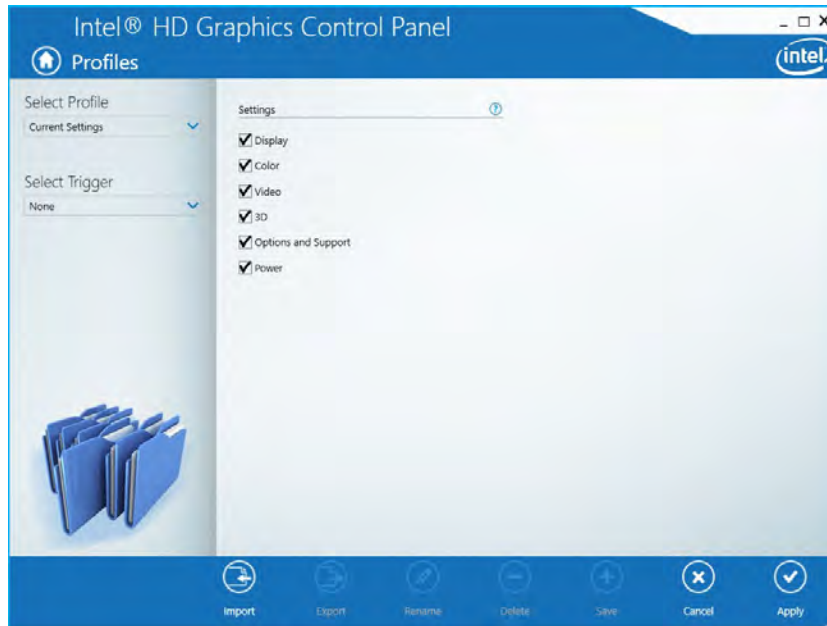 Intel® HD Graphics Control Panel
Profiles
intel
Select Profile
Current Settings
Select Trigger
None
Settings
?
Display
Color
Video
3D
Options and Support
Power
Import
Export
Rename
Delete
Save
Cancel
Apply